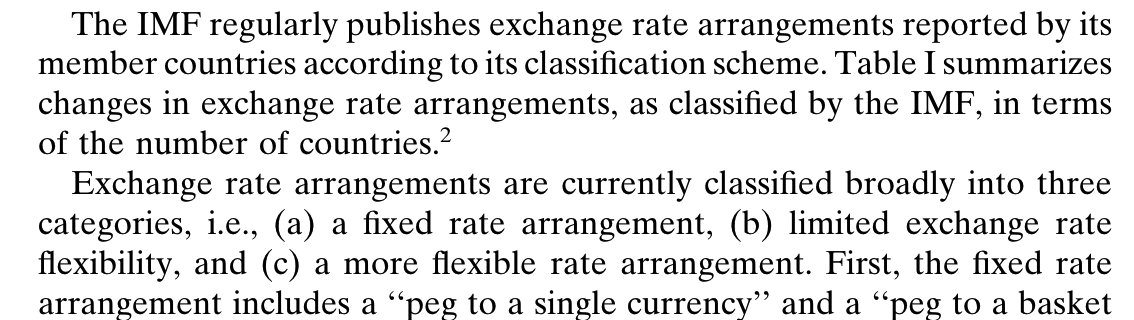 The IMF regularly publishes exchange rate arrangements reported by its
member countries according to its classification scheme. Table I summarizes
changes in exchange rate arrangements, as classified by the IMF, in terms
of the number of countries.²
Exchange rate arrangements are currently classified broadly into three
categories, i.e., (a) a fixed rate arrangement, (b) limited exchange rate
flexibility, and (c) a more flexible rate arrangement. First, the fixed rate
arrangement includes a ‘‘peg to a single currency’’ and a ‘‘peg to a basket